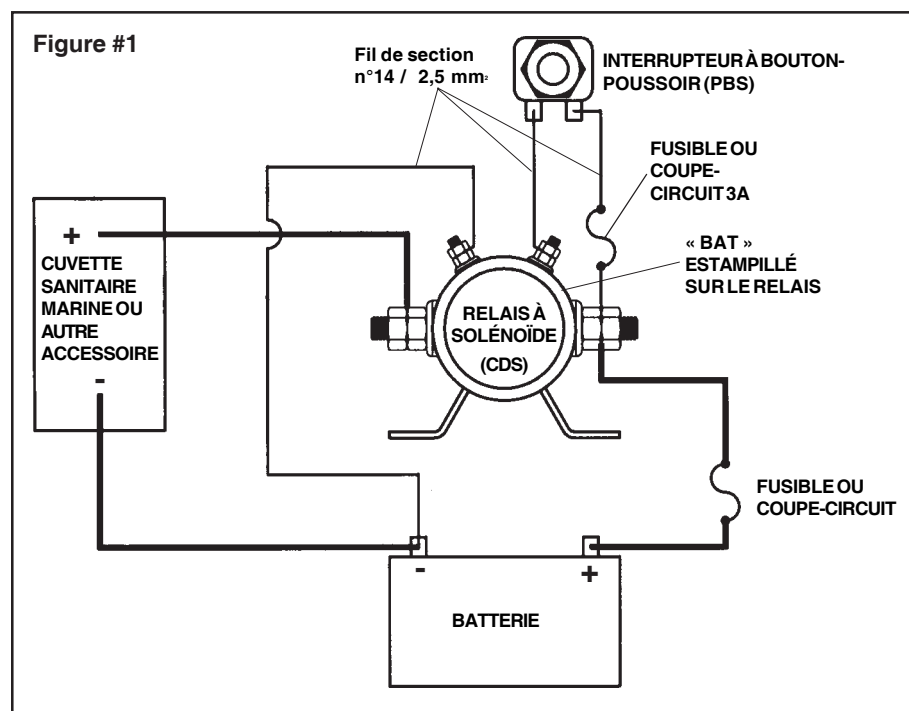 Figure #1
Fil de section
n°14 / 2,5 mm²
INTERRUPTEUR À BOUTON-
POUSSOIR (PBS)
FUSIBLE OU
COUPE-
CIRCUIT 3A
« BAT »
ESTAMPILLÉ
SUR LE RELAIS
+
CUVETTE
SANITAIRE
MARINE OU
AUTRE
ACCESSOIRE
-
RELAIS À
SOLÉNOÏDE
(CDS)
FUSIBLE OU
COUPE-CIRCUIT
- +
BATTERIE